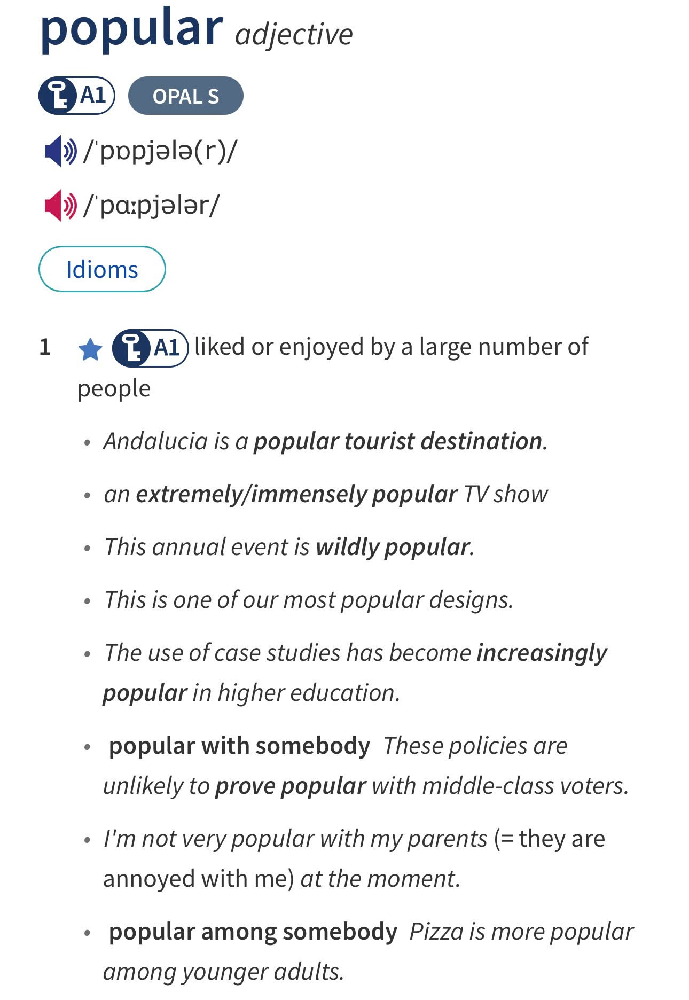 popular adjective
A1 OPAL S
/ˈpɒpjələ(r)/
/ˈpɑːpjələr/
Idioms
1 A1 liked or enjoyed by a large number of
people
• Andalucia is a popular tourist destination.
• an extremely/immensely popular TV show
• This annual event is wildly popular.
• This is one of our most popular designs.
• The use of case studies has become increasingly
popular in higher education.
• popular with somebody These policies are
unlikely to prove popular with middle-class voters.
• I'm not very popular with my parents (= they are
annoyed with me) at the moment.
• popular among somebody Pizza is more popular
among younger adults.